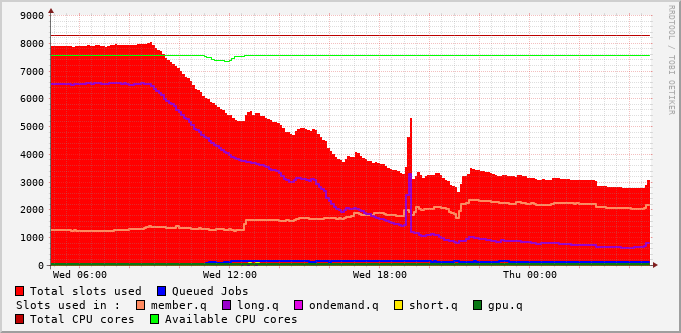 RRDTOOL / TOBI OETIKER
9000
8000
7000
6000
5000
4000
3000
2000
1000
0
Wed 06:00 Wed 12:00 Wed 18:00 Thu 00:00
Total slots used Queued Jobs
Slots used in : member.q long.q ondemand.q short.q gpu.q
Total CPU cores Available CPU cores